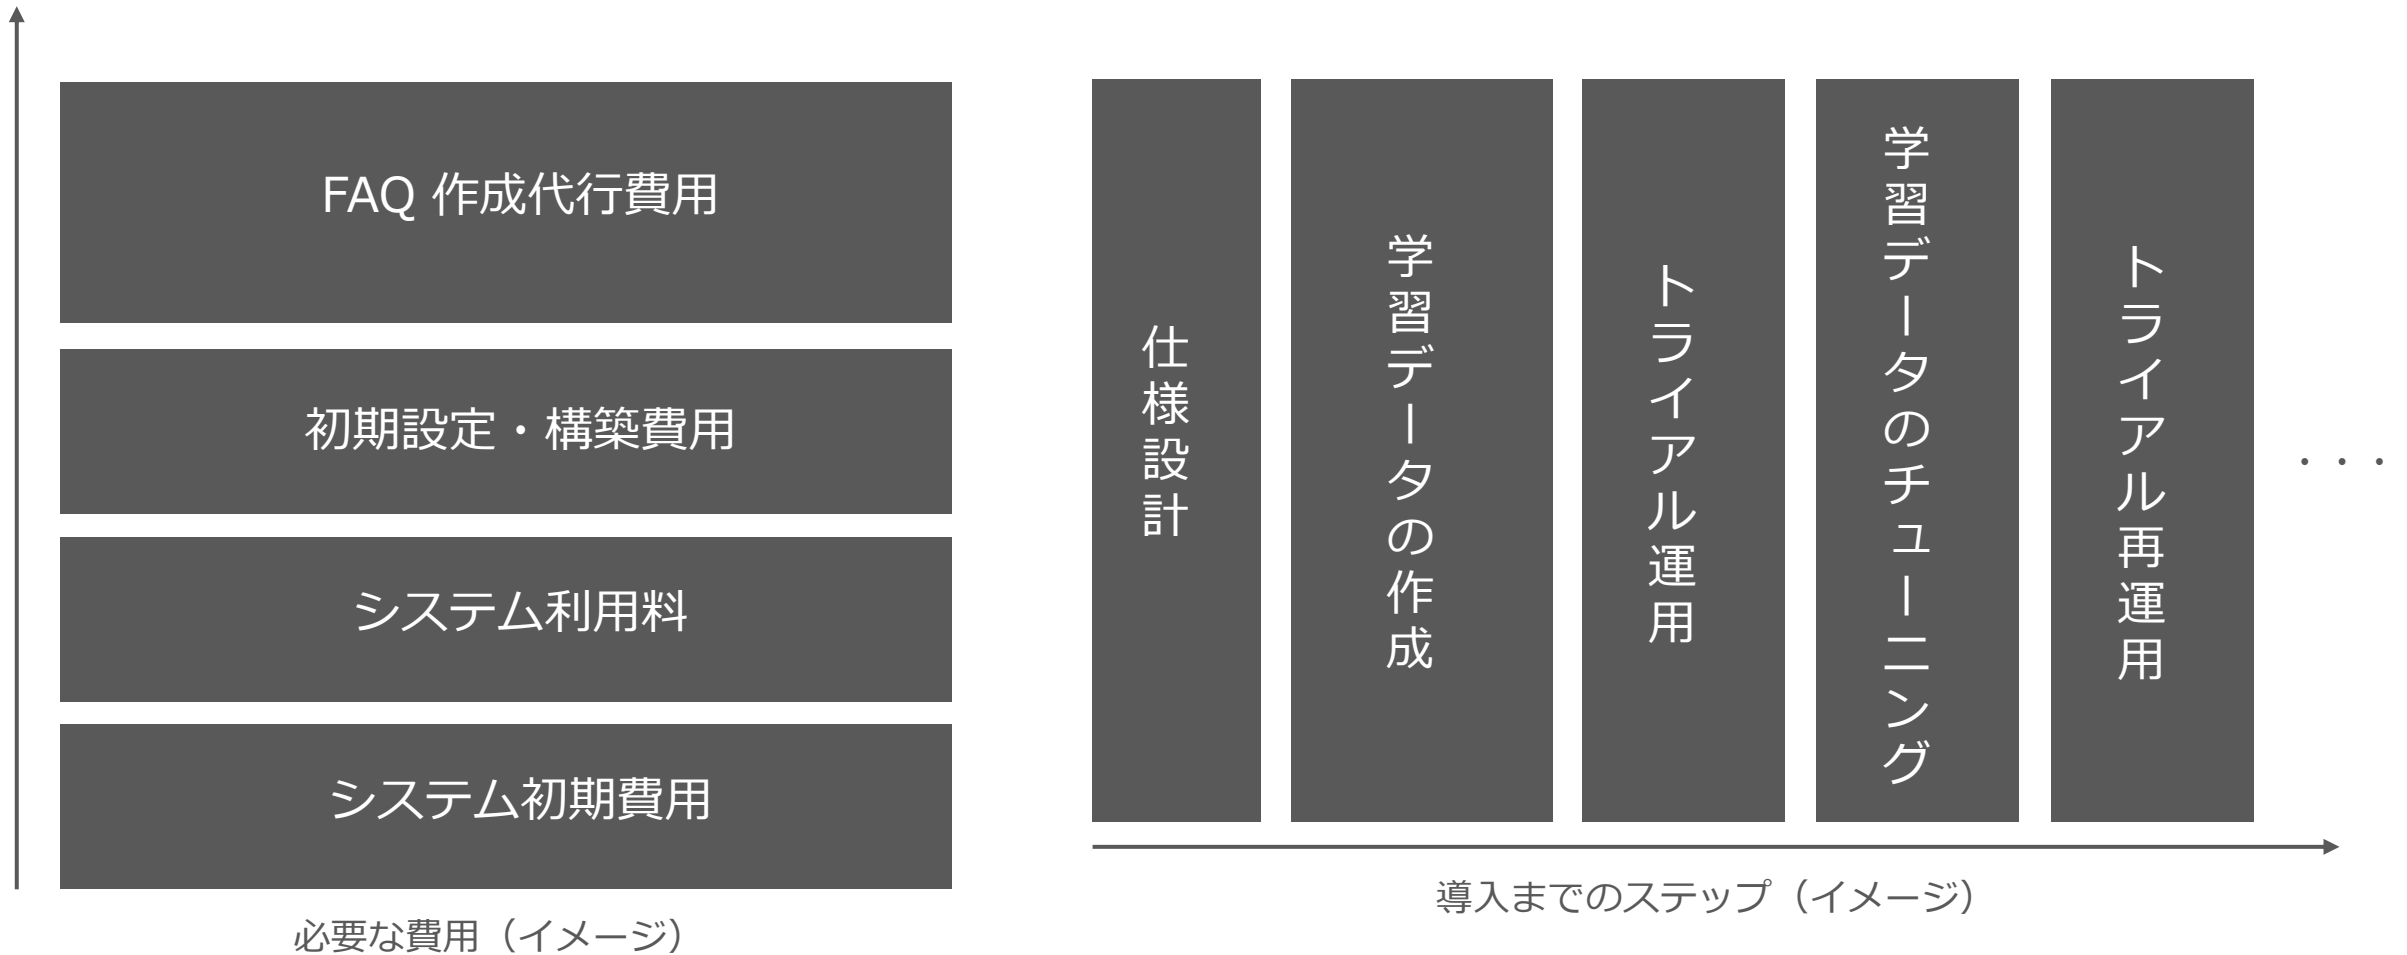 FAQ 作成代行費用
初期設定・構築費用
システム利用料
システム初期費用
必要な費用（イメージ）
仕様設計
学習データの作成
トライアル運用
学習データのチューニング
トライアル再運用
・・・
導入までのステップ（イメージ）